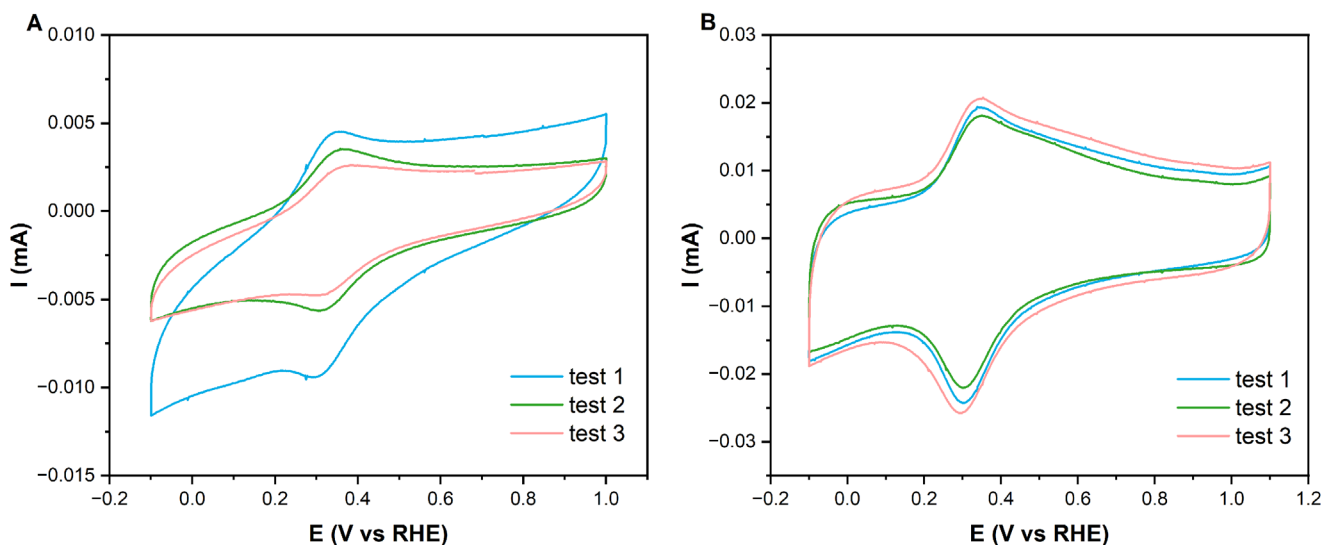 A
0.010
0.005
0.000
−0.005
−0.010
−0.015
I (mA)
−0.2
0.0
0.2
0.4
0.6
0.8
1.0
E (V vs RHE)
test 1
test 2
test 3
B
0.03
0.02
0.01
0.00
−0.01
−0.02
−0.03
I (mA)
−0.2
0.0
0.2
0.4
0.6
0.8
1.0
1.2
E (V vs RHE)
test 1
test 2
test 3